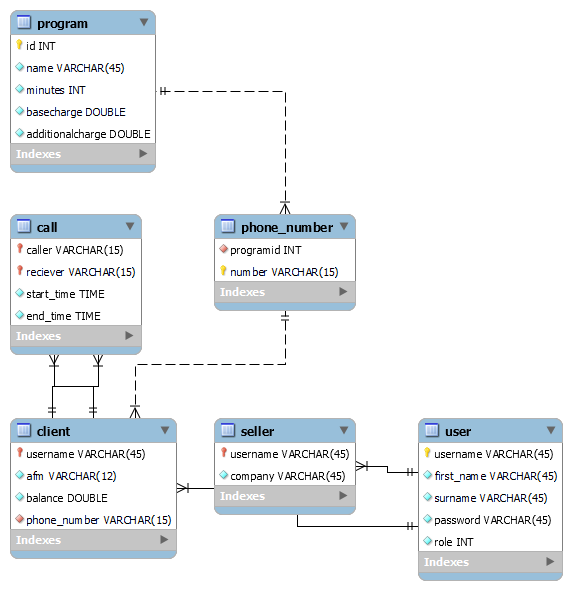 program
id INT
name VARCHAR(45)
minutes INT
basecharge DOUBLE
additionalcharge DOUBLE
Indexes
call
caller VARCHAR(15)
reciever VARCHAR(15)
start_time TIME
end_time TIME
Indexes
phone_number
programid INT
number VARCHAR(15)
Indexes
client
username VARCHAR(45)
afm VARCHAR(12)
balance DOUBLE
phone_number VARCHAR(15)
Indexes
seller
username VARCHAR(45)
company VARCHAR(45)
Indexes
user
username VARCHAR(45)
first_name VARCHAR(45)
surname VARCHAR(45)
password VARCHAR(45)
role INT
Indexes